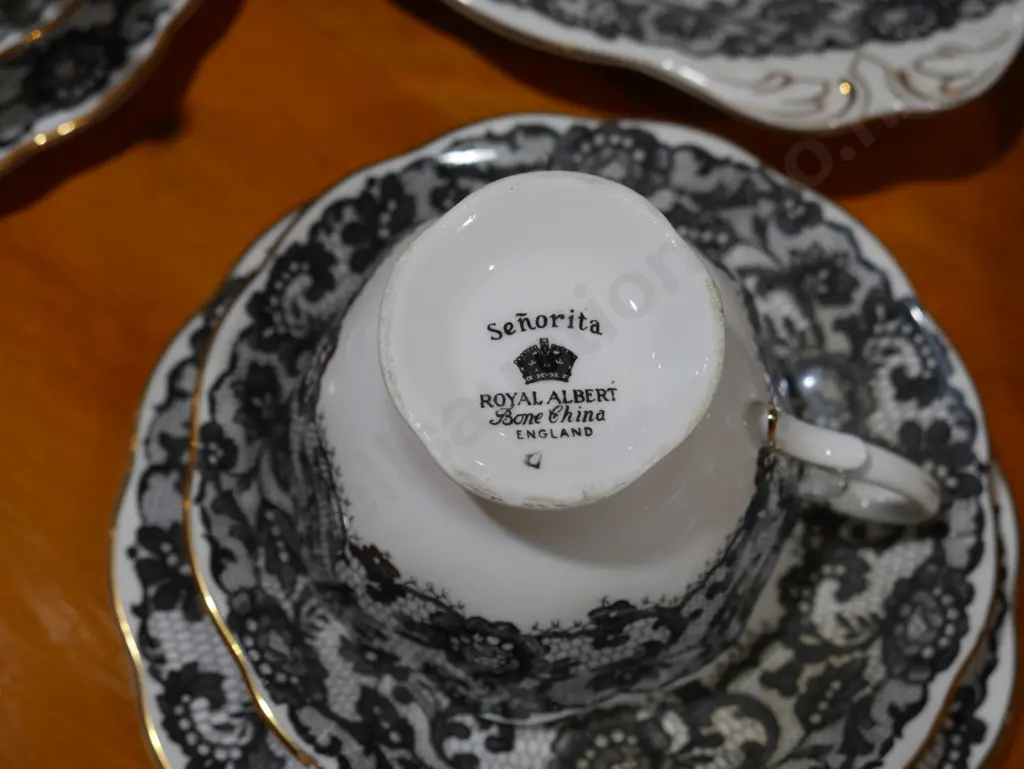 Señorita
ROYAL ALBERT
Bone China
ENGLAND